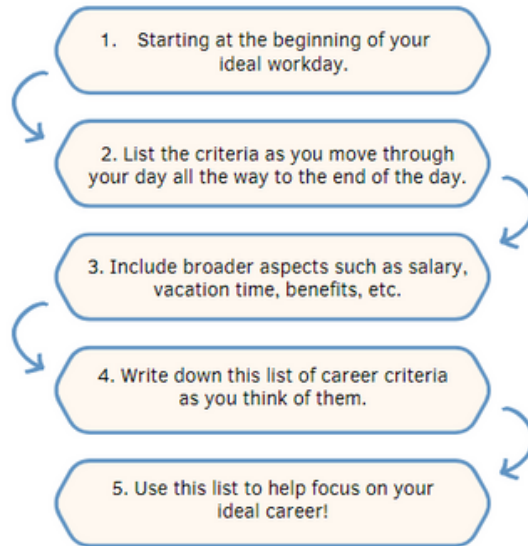 1. Starting at the beginning of your
ideal workday.
2. List the criteria as you move through
your day all the way to the end of the day.
3. Include broader aspects such as salary,
vacation time, benefits, etc.
4. Write down this list of career criteria
as you think of them.
5. Use this list to help focus on your
ideal career!